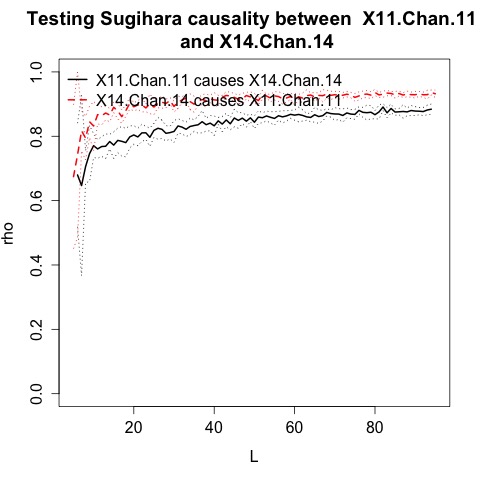 Testing Sugihara causality between  X11.Chan.11
and X14.Chan.14
X11.Chan.11 causes X14.Chan.14
X14.Chan.14 causes X11.Chan.11
1.0
0.8
0.6
0.4
0.2
0.0
rho
20 40 60 80
L